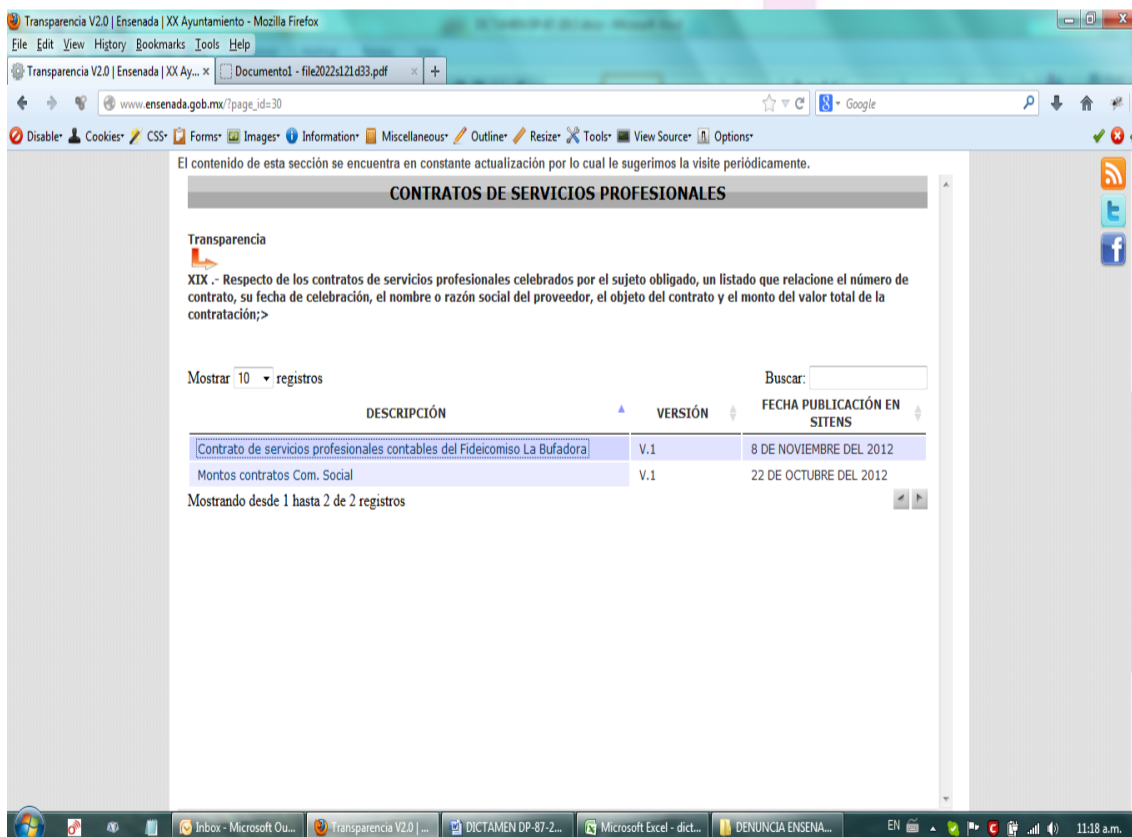 Transparencia V2.0 | Ensenada | XX Ayuntamiento - Mozilla Firefox
File Edit View History Bookmarks Tools Help
Transparencia V2.0 | Ensenada | XX Ay... × Documento1 - file2022s121d33.pdf × +
www.ensenada.gob.mx/?page_id=30 Google
Disable Cookies CSS Forms Images Information Miscellaneous Outline Resize Tools View Source Options
El contenido de esta sección se encuentra en constante actualización por lo cual le sugerimos la visite periódicamente.
CONTRATOS DE SERVICIOS PROFESIONALES
Transparencia
XIX .- Respecto de los contratos de servicios profesionales celebrados por el sujeto obligado, un listado que relacione el número de
contrato, su fecha de celebración, el nombre o razón social del proveedor, el objeto del contrato y el monto del valor total de la
contratación;>
Mostrar 10 registros Buscar:
DESCRIPCIÓN VERSIÓN FECHA PUBLICACIÓN EN
SITENS
Contrato de servicios profesionales contables del Fideicomiso La Bufadora V.1 8 DE NOVIEMBRE DEL 2012
Montos contratos Com. Social V.1 22 DE OCTUBRE DEL 2012
Mostrando desde 1 hasta 2 de 2 registros
Inbox - Microsoft Ou... Transparencia V2.0 | ... DICTAMEN DP-87-2... Microsoft Excel - dict... DENUNCIA ENSENA... EN 11:18 a.m.